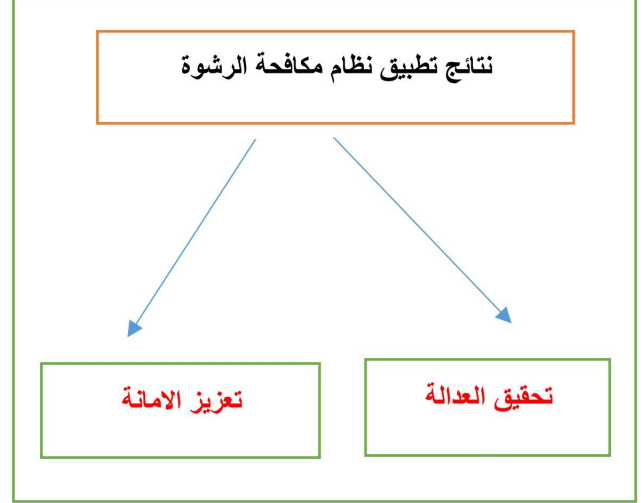 نتائج تطبيق نظام مكافحة الرشوة
تحقيق العدالة
تعزيز الامانة